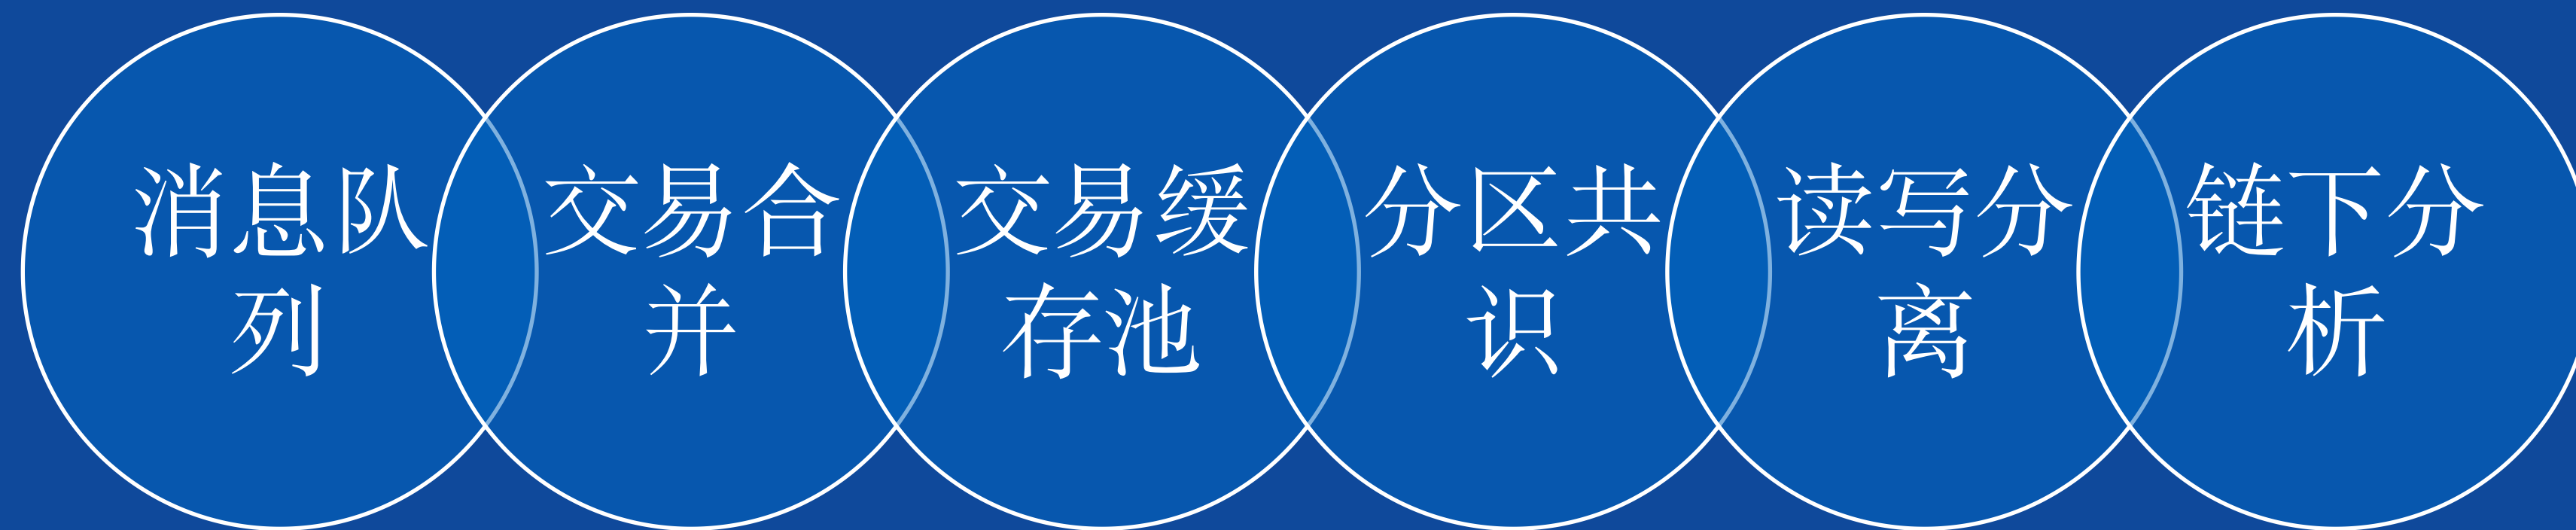 消息队
列
交易合
并
交易缓
存池
分区共
识
读写分
离
链下分
析